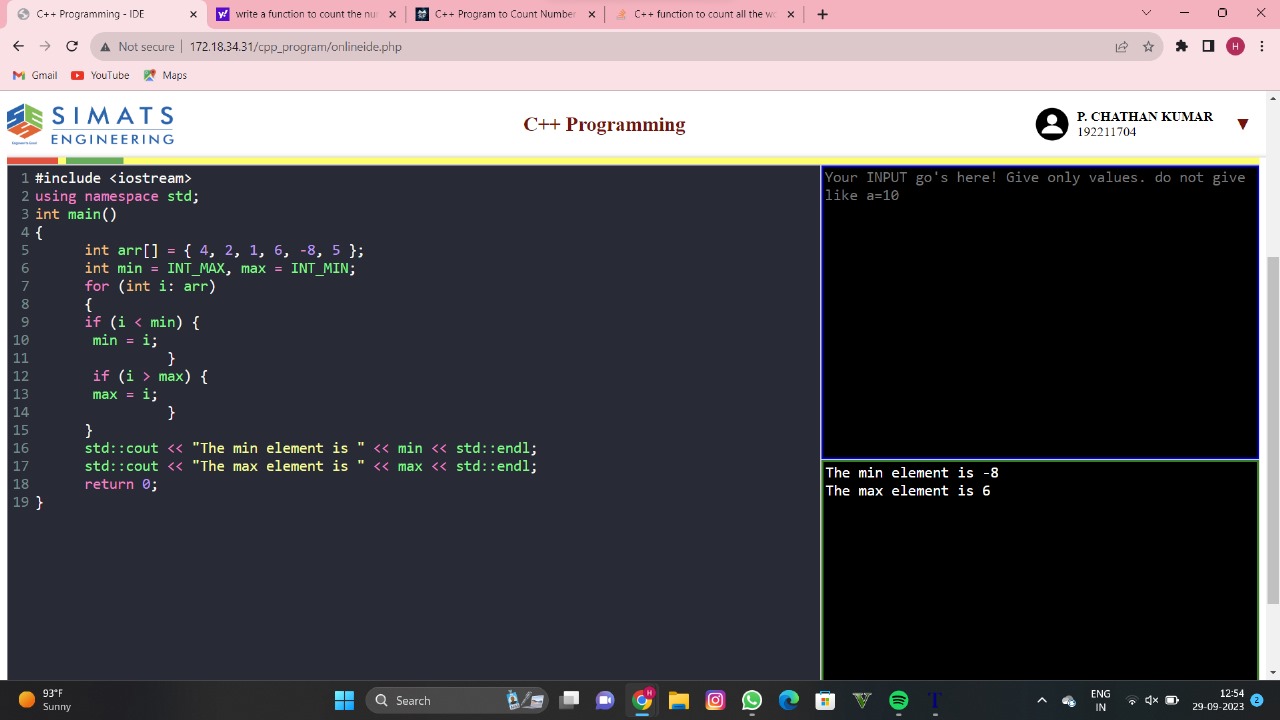 C++ Programming - IDE
write a function to count the nu
C++ Program to Count Number
C++ function to count all the wo
Not secure
172.18.34.31/cpp_program/onlineide.php
H
Gmail
YouTube
Maps
SIMATS
ENGINEERING
C++ Programming
P. CHATHAN KUMAR
192211704
1 #include <iostream>
2 using namespace std;
3 int main()
4 {
5 int arr[] = { 4, 2, 1, 6, -8, 5 };
6 int min = INT_MAX, max = INT_MIN;
7 for (int i: arr)
8 {
9 if (i < min) {
10 min = i;
11 }
12 if (i > max) {
13 max = i;
14 }
15 }
16 std::cout << "The min element is " << min << std::endl;
17 std::cout << "The max element is " << max << std::endl;
18 return 0;
19 }
Your INPUT go's here! Give only values. do not give
like a=10
The min element is -8
The max element is 6
93°F
Sunny
Search
ENG
IN
12:54
29-09-2023
2